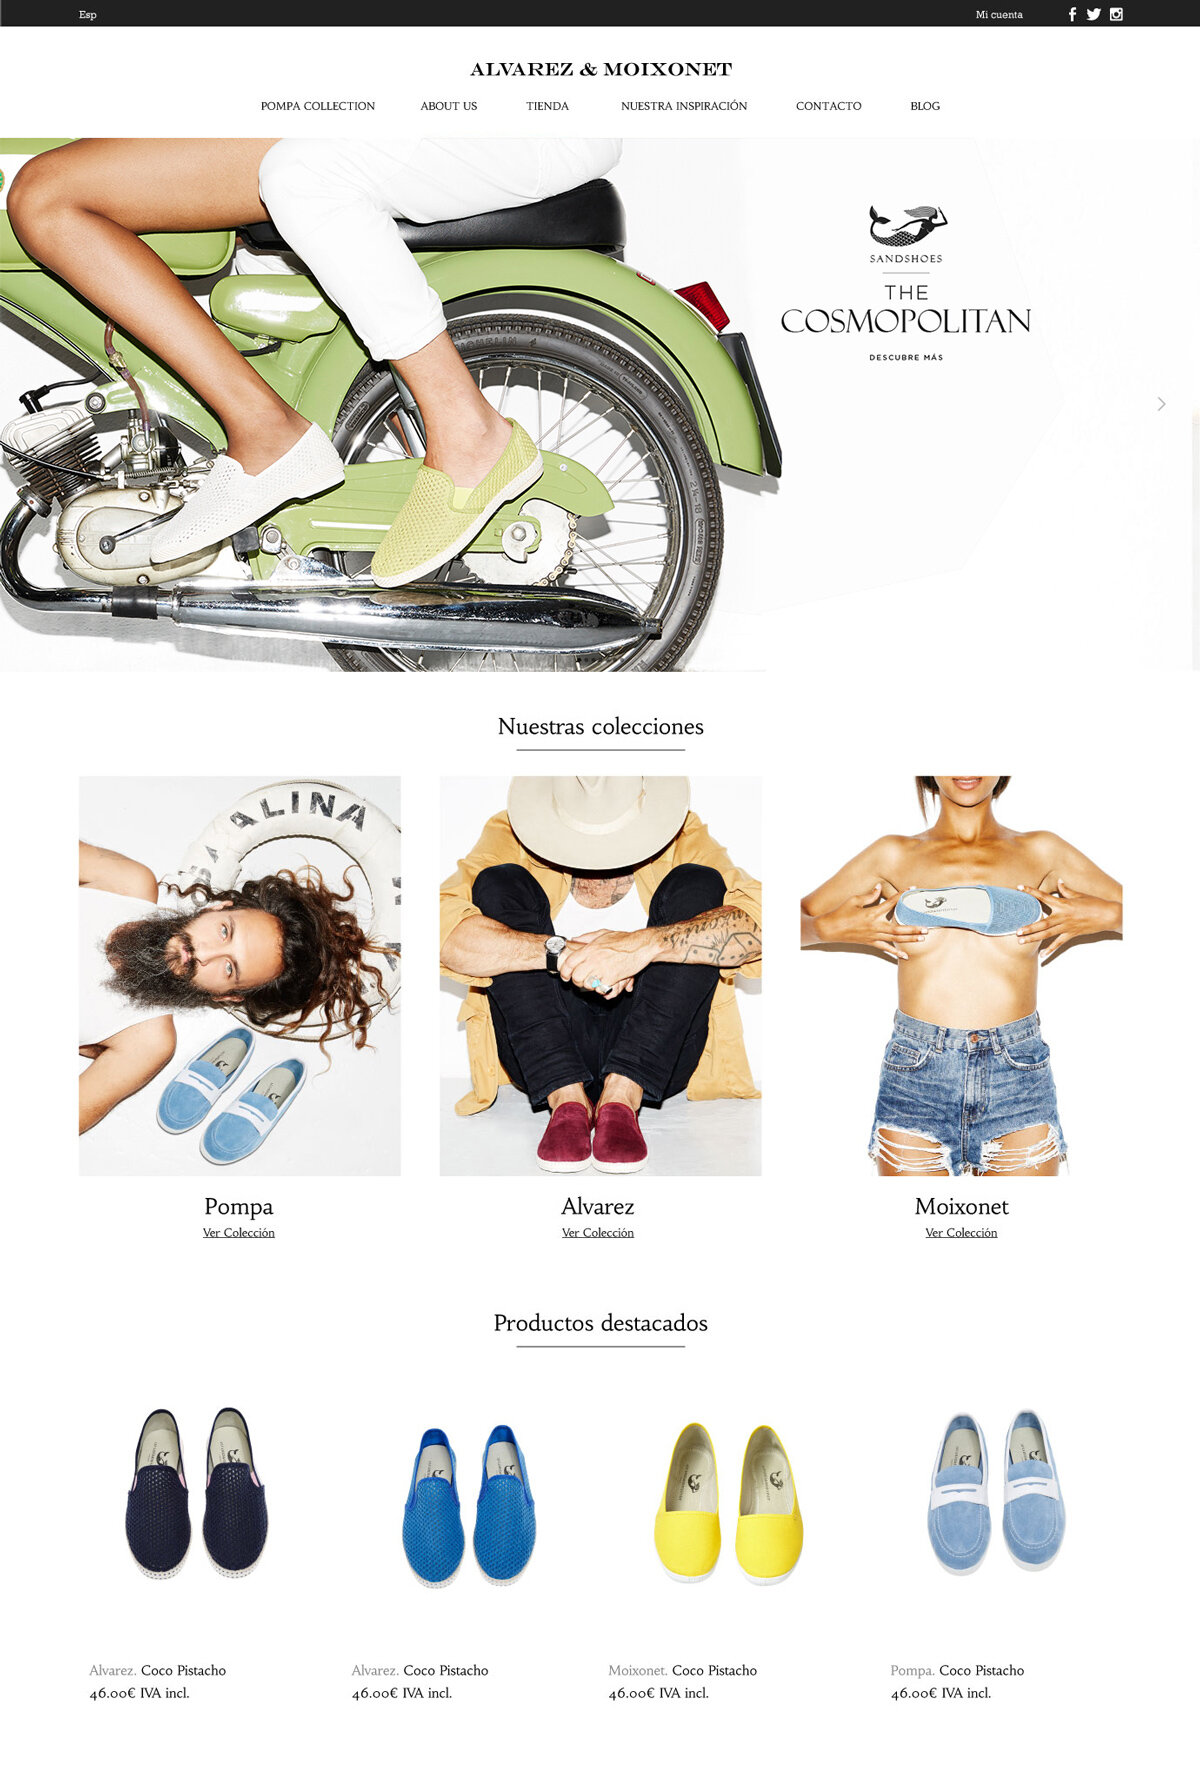 Esp
Mi cuenta
ALVAREZ & MOIXONET
POMPA COLLECTION ABOUT US TIENDA NUESTRA INSPIRACIÓN CONTACTO BLOG
SANDSHOES
THE
COSMOPOLITAN
DESCUBRE MÁS
Nuestras colecciones
ALINA
Pompa
Ver Colección
Alvarez
Ver Colección
Moixonet
Ver Colección
Productos destacados
Alvarez. Coco Pistacho
46.00€ IVA incl.
Alvarez. Coco Pistacho
46.00€ IVA incl.
Moixonet. Coco Pistacho
46.00€ IVA incl.
Pompa. Coco Pistacho
46.00€ IVA incl.